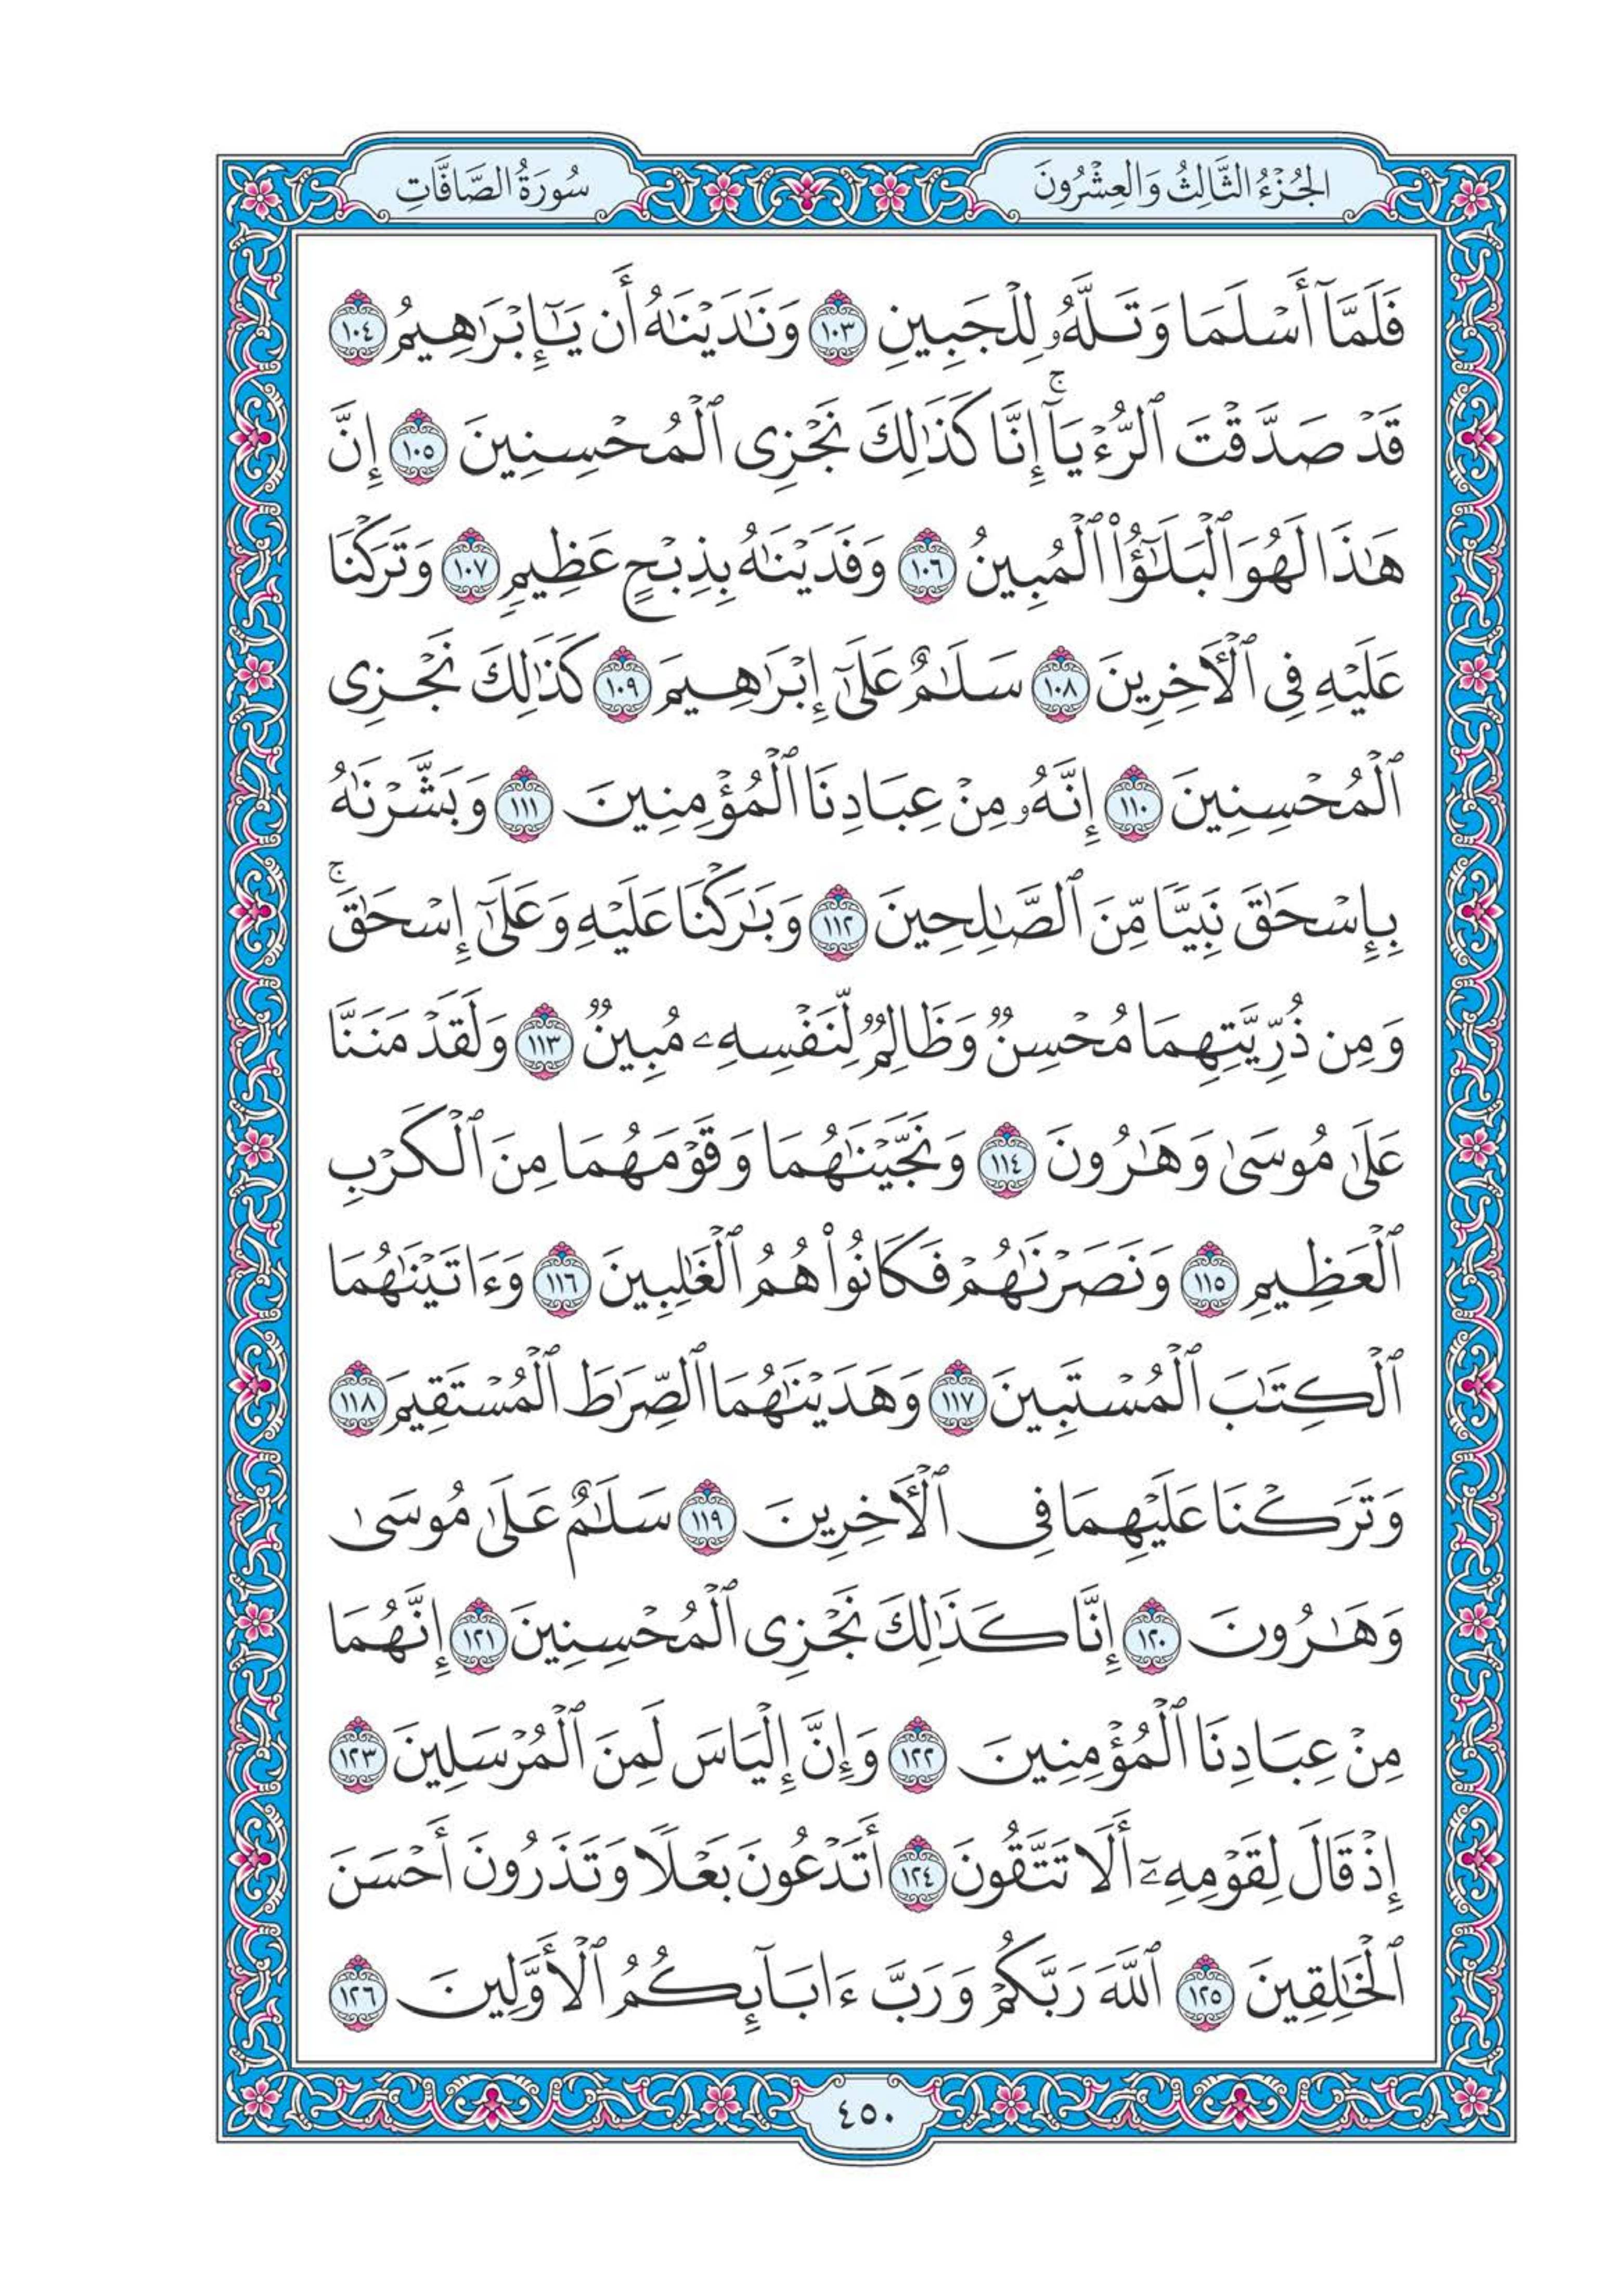 الجُزْءُ الثَّالِثُ وَالعِشْرُونَ
سُورَةُ الصَّافَّاتِ
فَلَمَّآ أَسْلَمَا وَتَلَّهُۥ لِلْجَبِينِ ١٠٣ وَنَٰدَيْنَٰهُ أَن يَٰٓإِبْرَٰهِيمُ ١٠٤
قَدْ صَدَّقْتَ ٱلرُّءْيَآۚ إِنَّا كَذَٰلِكَ نَجْزِى ٱلْمُحْسِنِينَ ١٠٥ إِنَّ
هَٰذَا لَهُوَ ٱلْبَلَٰٓؤُا۟ ٱلْمُبِينُ ١٠٦ وَفَدَيْنَٰهُ بِذِبْحٍ عَظِيمٍ ١٠٧ وَتَرَكْنَا
عَلَيْهِ فِى ٱلْأَخِرِينَ ١٠٨ سَلَٰمٌ عَلَىٰٓ إِبْرَٰهِيمَ ١٠٩ كَذَٰلِكَ نَجْزِى
ٱلْمُحْسِنِينَ ١١٠ إِنَّهُۥ مِنْ عِبَادِنَا ٱلْمُؤْمِنِينَ ١١١ وَبَشَّرْنَٰهُ
بِإِسْحَٰقَ نَبِيًّا مِّنَ ٱلصَّٰلِحِينَ ١١٢ وَبَٰرَكْنَا عَلَيْهِ وَعَلَىٰٓ إِسْحَٰقَۚ
وَمِن ذُرِّيَّتِهِمَا مُحْسِنٌ وَظَالِمٌ لِّنَفْسِهِۦ مُبِينٌ ١١٣ وَلَقَدْ مَنَنَّا
عَلَىٰ مُوسَىٰ وَهَٰرُونَ ١١٤ وَنَجَّيْنَٰهُمَا وَقَوْمَهُمَا مِنَ ٱلْكَرْبِ
ٱلْعَظِيمِ ١١٥ وَنَصَرْنَٰهُمْ فَكَانُوا۟ هُمُ ٱلْغَٰلِبِينَ ١١٦ وَءَاتَيْنَٰهُمَا
ٱلْكِتَٰبَ ٱلْمُسْتَبِينَ ١١٧ وَهَدَيْنَٰهُمَا ٱلصِّرَٰطَ ٱلْمُسْتَقِيمَ ١١٨
وَتَرَكْنَا عَلَيْهِمَا فِى ٱلْأَخِرِينَ ١١٩ سَلَٰمٌ عَلَىٰ مُوسَىٰ
وَهَٰرُونَ ١٢٠ إِنَّا كَذَٰلِكَ نَجْزِى ٱلْمُحْسِنِينَ ١٢١ إِنَّهُمَا
مِنْ عِبَادِنَا ٱلْمُؤْمِنِينَ ١٢٢ وَإِنَّ إِلْيَاسَ لَمِنَ ٱلْمُرْسَلِينَ ١٢٣
إِذْ قَالَ لِقَوْمِهِۦٓ أَلَا تَتَّقُونَ ١٢٤ أَتَدْعُونَ بَعْلًا وَتَذَرُونَ أَحْسَنَ
ٱلْخَٰلِقِينَ ١٢٥ ٱللَّهَ رَبَّكُمْ وَرَبَّ ءَابَآئِكُمُ ٱلْأَوَّلِينَ ١٢٦
٤٥٠